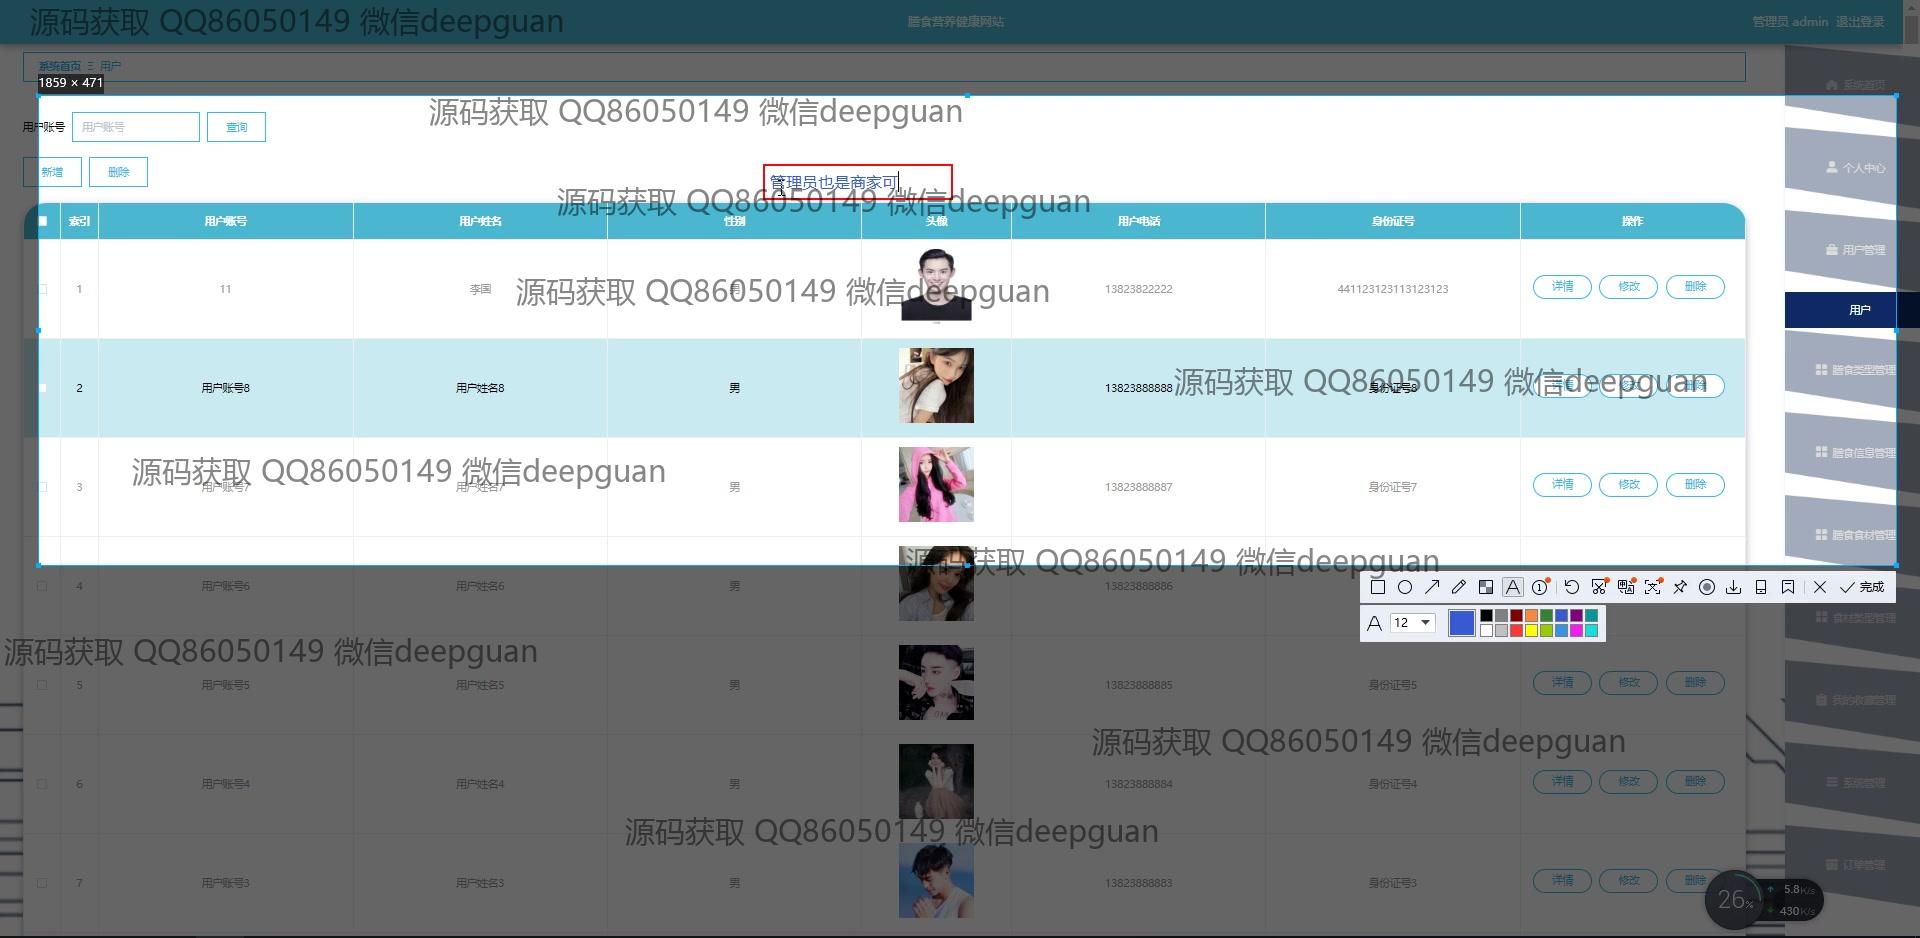 源码获取 QQ86050149 微信deepguan
膳食营养健康网站
管理员 admin 退出登录
系统首页 Ξ 用户
1859 × 471
系统首页
用户账号 用户账号 查询
源码获取 QQ86050149 微信deepguan
新增 删除
管理员也是商家可
个人中心
源码获取 QQ86050149 微信deepguan
索引 用户账号 用户姓名 性别 头像 用户电话 身份证号 操作
用户管理
1 11 李国 男 13823822222 441123123113123123 详情 修改 删除
源码获取 QQ86050149 微信deepguan
用户
膳食类型管理
2 用户账号8 用户姓名8 男 13823888888 身份证号8 详情 修改 删除
源码获取 QQ86050149 微信deepguan
膳食信息管理
源码获取 QQ86050149 微信deepguan
3 用户账号7 用户姓名7 男 13823888887 身份证号7 详情 修改 删除
膳食食材管理
源码获取 QQ86050149 微信deepguan
4 用户账号6 用户姓名6 男 13823888886
完成
A 12
食材类型管理
源码获取 QQ86050149 微信deepguan
5 用户账号5 用户姓名5 男 13823888885 身份证号5 详情 修改 删除
我的收藏管理
源码获取 QQ86050149 微信deepguan
6 用户账号4 用户姓名4 男 13823888884 身份证号4 详情 修改 删除
系统管理
源码获取 QQ86050149 微信deepguan
订单管理
7 用户账号3 用户姓名3 男 13823888883 身份证号3 详情 修改 删除
26% 5.8K/s
430K/s